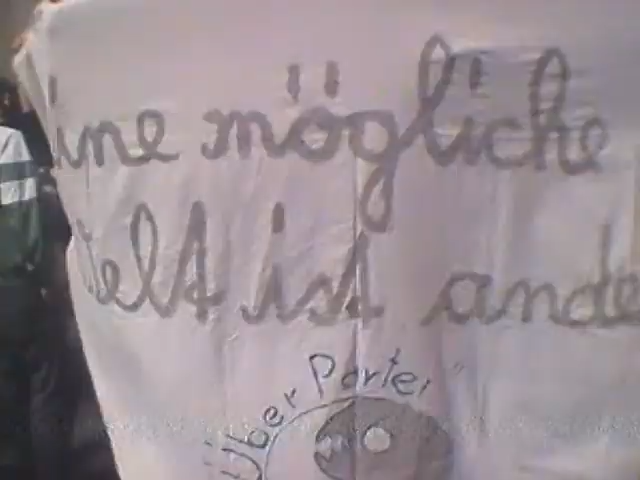 ine mögliche
elt ist ande
"Über Partei"